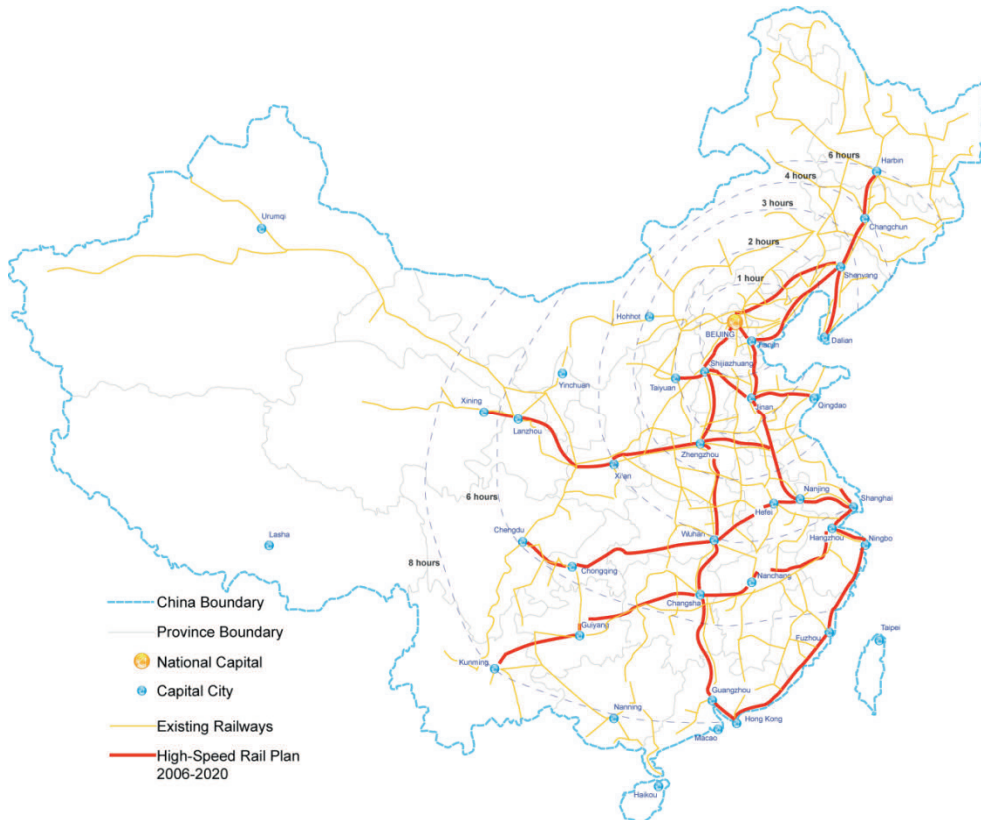 6 hours
Harbin
4 hours
3 hours
Urumqi
Changchun
2 hours
Shenyang
1 hour
Hohhot
BEIJING
Tianjin
Dalian
Shijiazhuang
Yinchuan
Taiyuan
Xining
Jinan
Qingdao
Lanzhou
Zhengzhou
Xi'an
6 hours
Nanjing
Shanghai
Hefei
Chengdu
Wuhan
Hangzhou
Ningbo
Lasha
8 hours
Chongqing
Nanchang
China Boundary
Changsha
Province Boundary
Guiyang
Fuzhou
Taipei
National Capital
Kunming
Capital City
Guangzhou
Nanning
Hong Kong
Existing Railways
Macao
High-Speed Rail Plan
2006-2020
Haikou